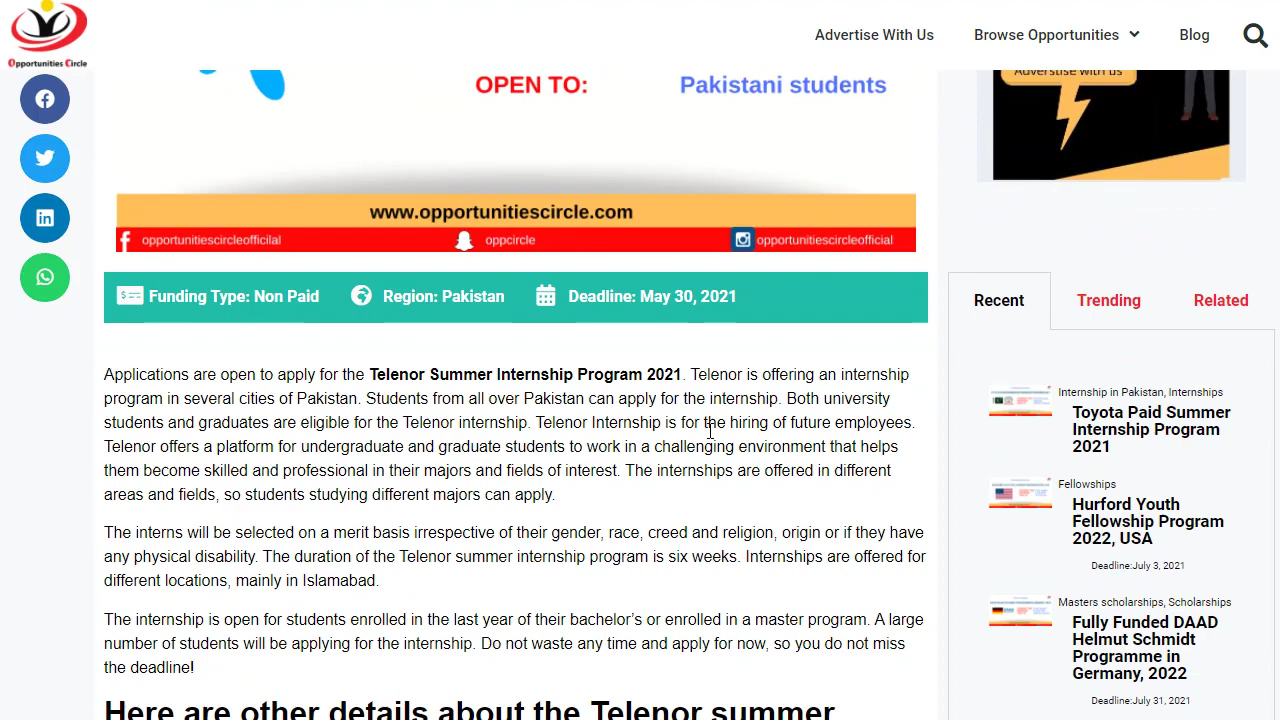 Opportunities Circle
Advertise With Us
Browse Opportunities
Blog
OPEN TO:
Pakistani students
www.opportunitiescircle.com
opportunitiescircleofficilal
oppcircle
opportunitiescircleofficial
Funding Type: Non Paid
Region: Pakistan
Deadline: May 30, 2021
Applications are open to apply for the Telenor Summer Internship Program 2021. Telenor is offering an internship
program in several cities of Pakistan. Students from all over Pakistan can apply for the internship. Both university
students and graduates are eligible for the Telenor internship. Telenor Internship is for the hiring of future employees.
Telenor offers a platform for undergraduate and graduate students to work in a challenging environment that helps
them become skilled and professional in their majors and fields of interest. The internships are offered in different
areas and fields, so students studying different majors can apply.
The interns will be selected on a merit basis irrespective of their gender, race, creed and religion, origin or if they have
any physical disability. The duration of the Telenor summer internship program is six weeks. Internships are offered for
different locations, mainly in Islamabad.
The internship is open for students enrolled in the last year of their bachelor's or enrolled in a master program. A large
number of students will be applying for the internship. Do not waste any time and apply for now, so you do not miss
the deadline!
Here are other details about the Telenor summer
Adverstise with us
Recent
Trending
Related
Internship in Pakistan, Internships
Toyota Paid Summer
Internship Program
2021
Fellowships
Hurford Youth
Fellowship Program
2022, USA
Deadline:July 3, 2021
Masters scholarships, Scholarships
Fully Funded DAAD
Helmut Schmidt
Programme in
Germany, 2022
Deadline:July 31, 2021